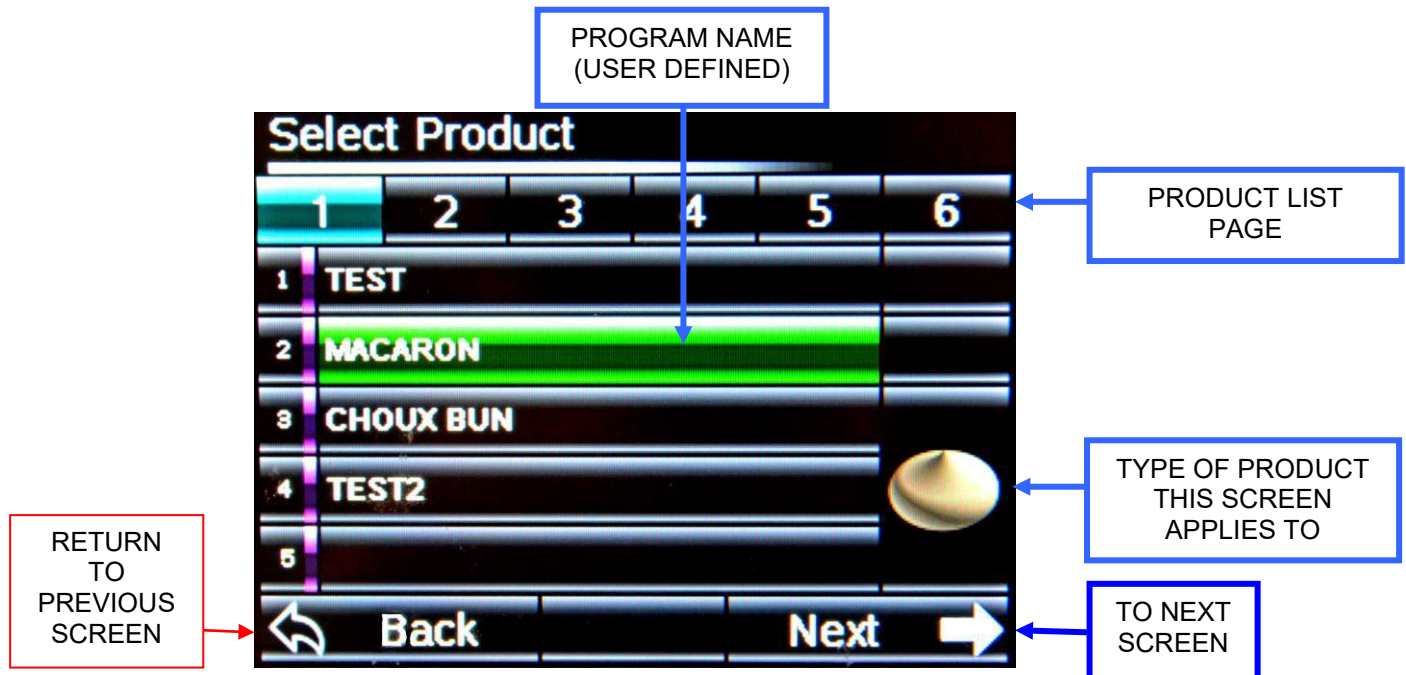 PROGRAM NAME
(USER DEFINED)
Select Product
1 2 3 4 5 6
PRODUCT LIST
PAGE
1 TEST
2 MACARON
3 CHOUX BUN
4 TEST2
TYPE OF PRODUCT
THIS SCREEN
APPLIES TO
5
RETURN
TO
PREVIOUS
SCREEN
Back Next
TO NEXT
SCREEN